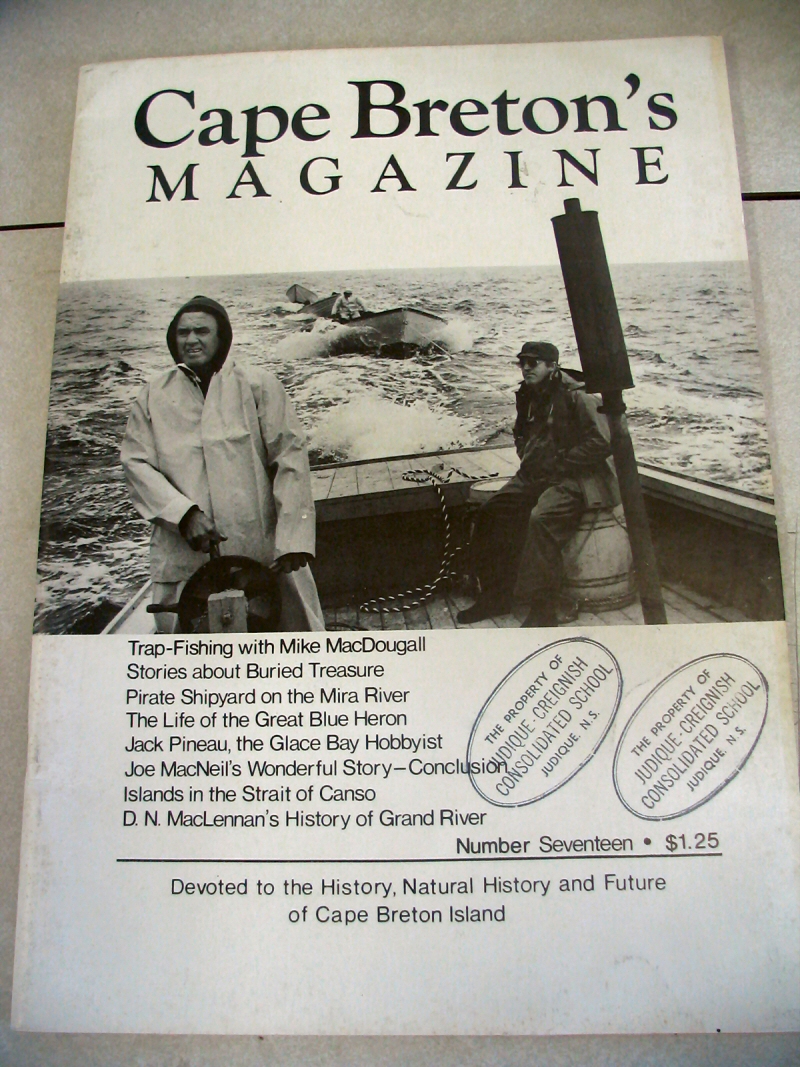 Cape Breton's
MAGAZINE
Trap-Fishing with Mike MacDougall
Stories about Buried Treasure
Pirate Shipyard on the Mira River
The Life of the Great Blue Heron
Jack Pineau, the Glace Bay Hobbyist
Joe MacNeil's Wonderful Story—Conclusion
Islands in the Strait of Canso
D. N. MacLennan's History of Grand River
THE PROPERTY OF
JUDIQUE-CREIGNISH
CONSOLIDATED SCHOOL
JUDIQUE, N.S.
THE PROPERTY OF
JUDIQUE-CREIGNISH
CONSOLIDATED SCHOOL
JUDIQUE, N.S.
Number Seventeen • $1.25
Devoted to the History, Natural History and Future
of Cape Breton Island